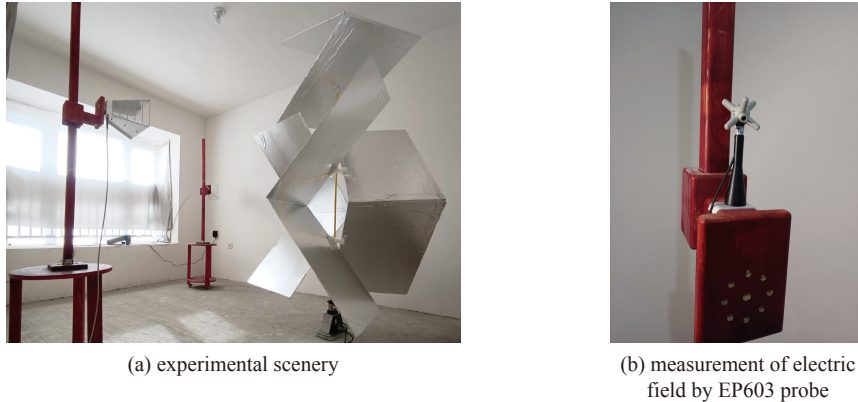 (a) experimental scenery
(b) measurement of electric
field by EP603 probe